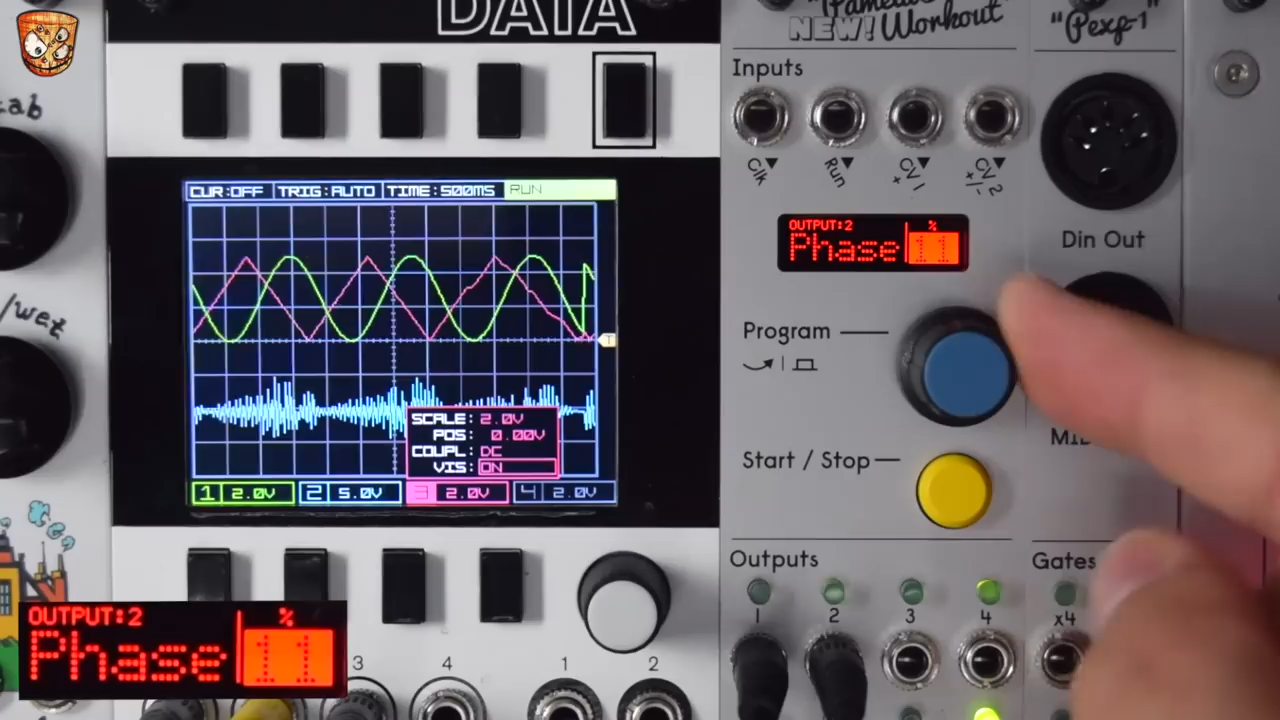 DATA
"Pamela's
NEW! Workout"
"Pexp-1"
Inputs
Clk
Run
CV 1
+
CV 2
+/-
Din Out
CUR:OFF
TRIG:AUTO
TIME:500MS
RUN
OUTPUT:2
%
Phase
11
Program
Start / Stop
SCALE: 2.0V
POS: 0.00V
COUPL: DC
VIS: ON
T
1 2.0V
2 5.0V
3 2.0V
4 2.0V
/wet
Outputs
Gates
1
2
3
4
x4
OUTPUT:2
%
Phase
11
3
4
1
2